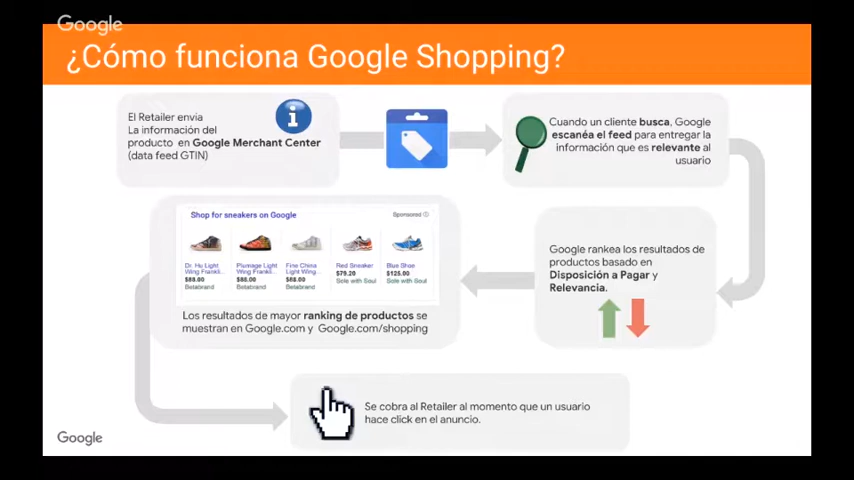 Google
¿Cómo funciona Google Shopping?
El Retailer envía
La información del
producto en Google Merchant Center
(data feed GTIN)
Cuando un cliente busca, Google
escanéa el feed para entregar la
información que es relevante al
usuario
Google rankea los resultados de
productos basado en
Disposición a Pagar y
Relevancia.
Shop for sneakers on Google
Sponsored
Dr. Hu Light
Wing Frankli...
$88.00
Betabrand
Plumage Light
Wing Frankli...
$88.00
Betabrand
Fire China
Light Wing...
$88.00
Betabrand
Red Sneaker
$79.20
Sole with Soul
Blue Shoe
$125.00
Sole with Soul
Los resultados de mayor ranking de productos se
muestran en Google.com y Google.com/shopping
Se cobra al Retailer al momento que un usuario
hace click en el anuncio.
Google